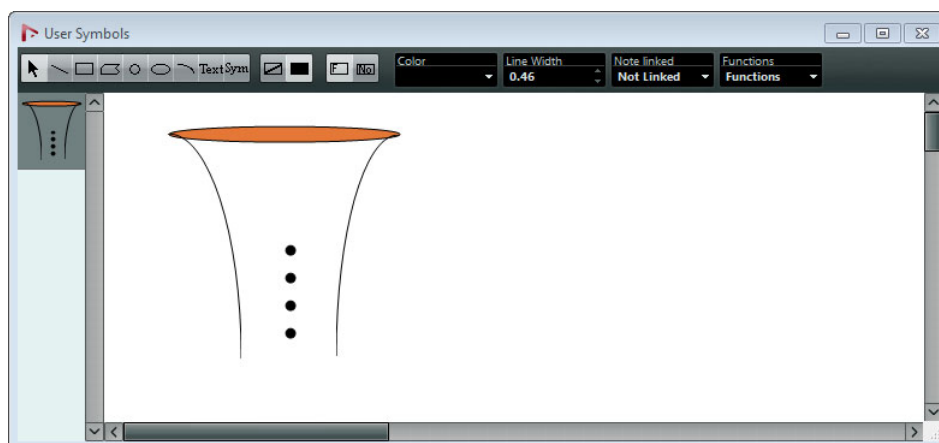 User Symbols
Text Sym F No
Color Line Width Note linked Functions
0.46 Not Linked Functions